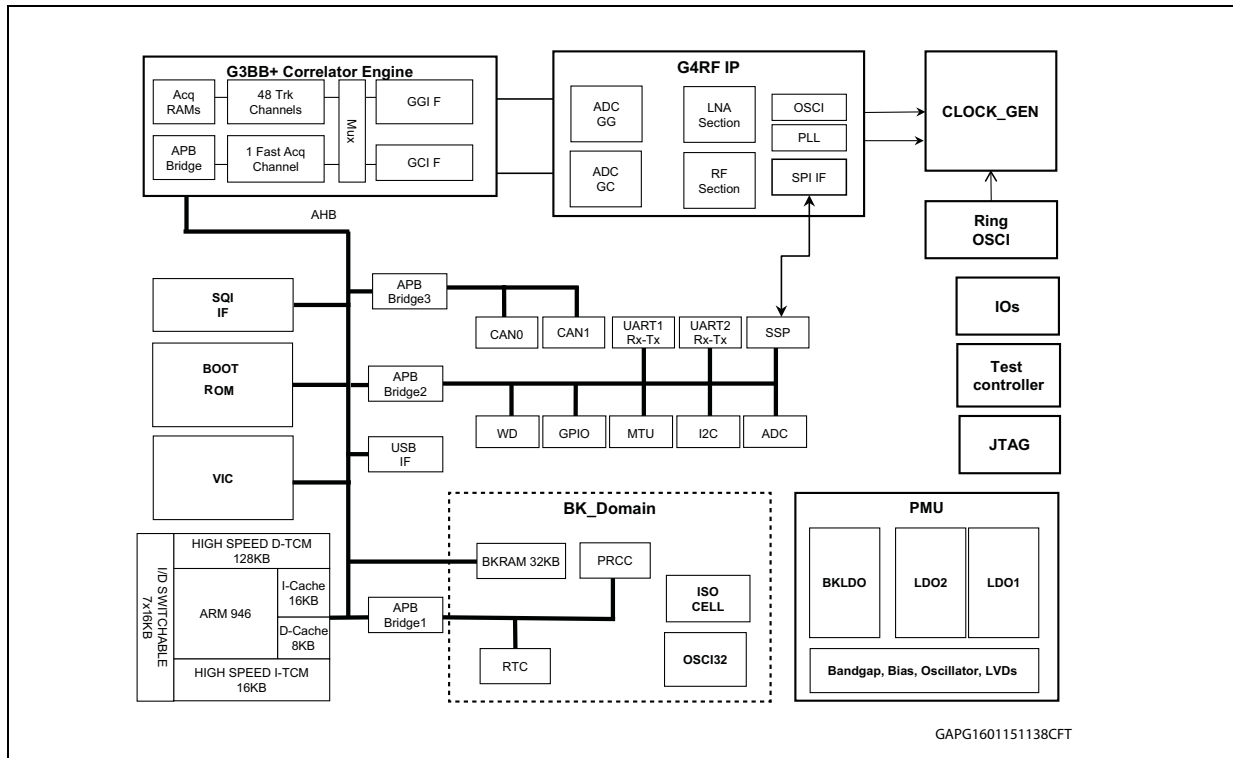 G3BB+ Correlator Engine
Acq
RAMs
48 Trk
Channels
Mux
GGI F
APB
Bridge
1 Fast Acq
Channel
GCI F
G4RF IP
ADC
GG
LNA
Section
OSCI
PLL
ADC
GC
RF
Section
SPI IF
CLOCK_GEN
Ring
OSCI
AHB
SQI
IF
APB
Bridge3
CAN0
CAN1
UART1
Rx-Tx
UART2
Rx-Tx
SSP
IOs
BOOT
ROM
APB
Bridge2
Test
controller
WD
GPIO
MTU
I2C
ADC
JTAG
VIC
USB
IF
BK_Domain
BKRAM 32KB
PRCC
ISO
CELL
APB
Bridge1
RTC
OSCI32
PMU
BKLDO
LDO2
LDO1
Bandgap, Bias, Oscillator, LVDs
I/D SWITCHABLE
7x16KB
HIGH SPEED D-TCM
128KB
ARM 946
I-Cache
16KB
D-Cache
8KB
HIGH SPEED I-TCM
16KB
GAPG1601151138CFT